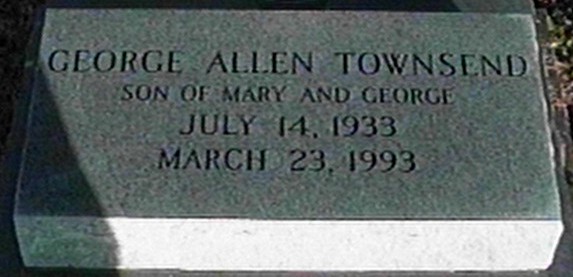 GEORGE ALLEN TOWNSEND
SON OF MARY AND GEORGE
JULY 14, 1933
MARCH 23, 1993